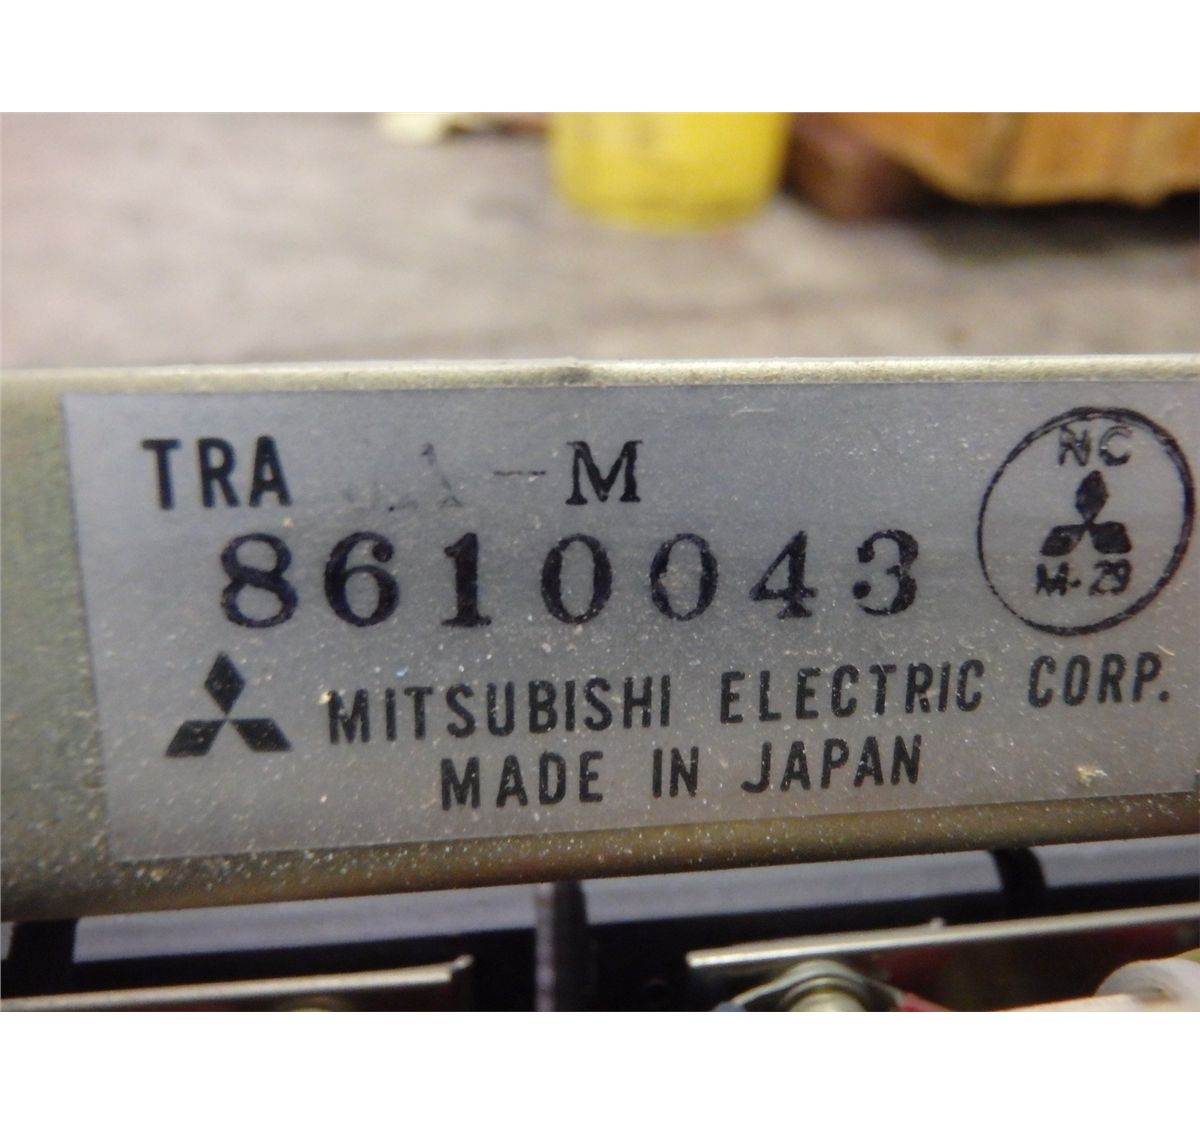 TRA -M
NC
8610043
M-29
MITSUBISHI ELECTRIC CORP.
MADE IN JAPAN